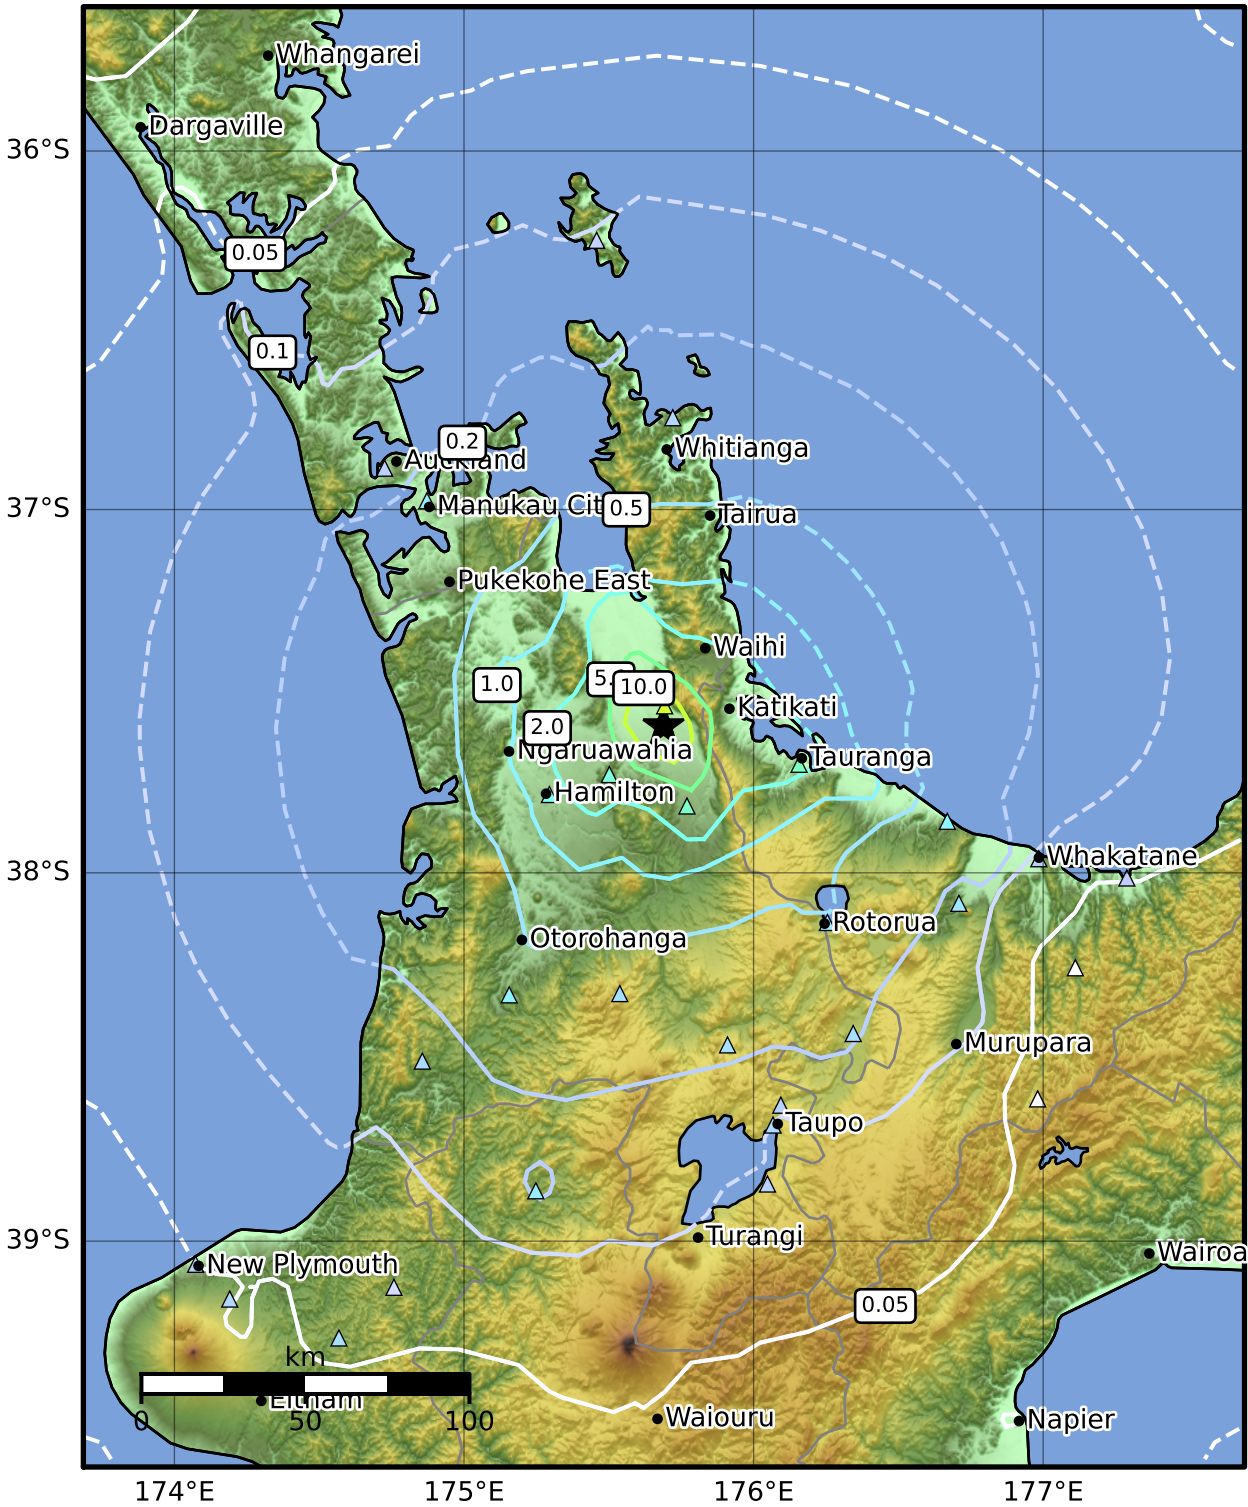 Whangarei
Dargaville
36°S
0.05
0.1
0.2
Auckland
Whitianga
Manukau Cit
0.5
Tairua
37°S
Pukekohe East
Waihi
1.0
5.
10.0
Katikati
2.0
Ngaruawahia
Tauranga
Hamilton
Whakatane
38°S
Rotorua
Otorohanga
Murupara
Taupo
39°S
Turangi
Wairoa
New Plymouth
0.05
km
Eltham
0 50 100
Waiouru
Napier
174°E 175°E 176°E 177°E